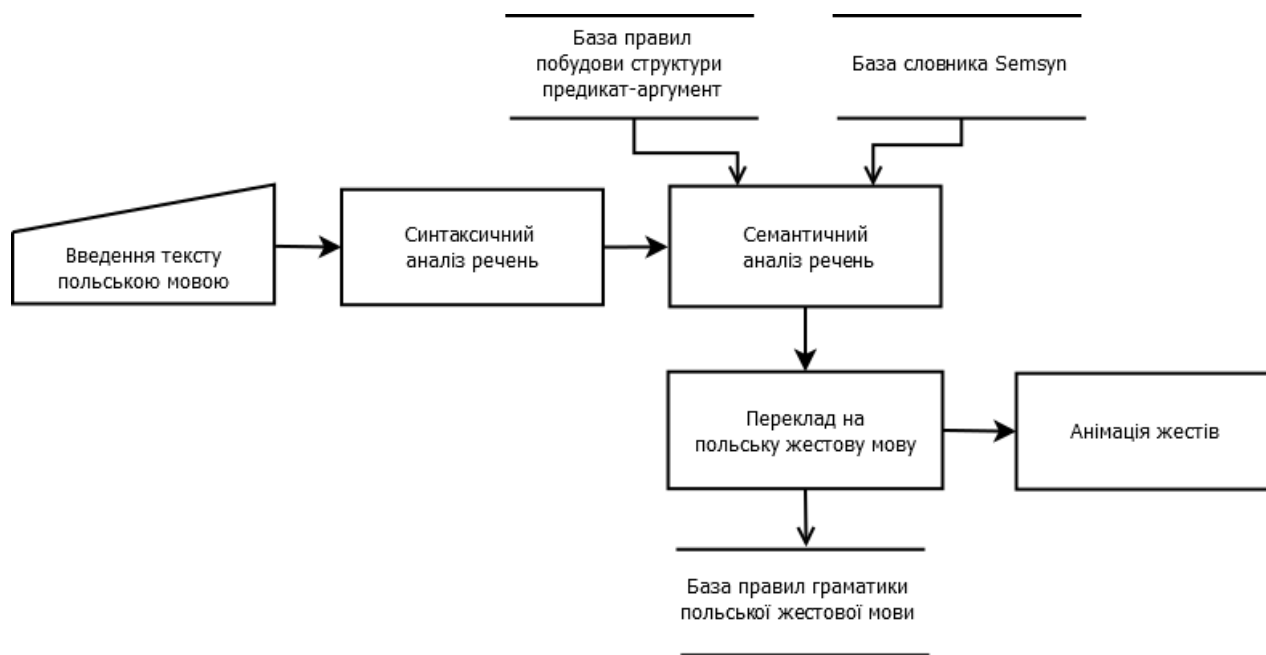 База правил
побудови структури
предикат-аргумент
База словника Semsyn
Введення тексту
польською мовою
Синтаксичний
аналіз речень
Семантичний
аналіз речень
Переклад на
польську жестову мову
Анімація жестів
База правил граматики
польської жестової мови